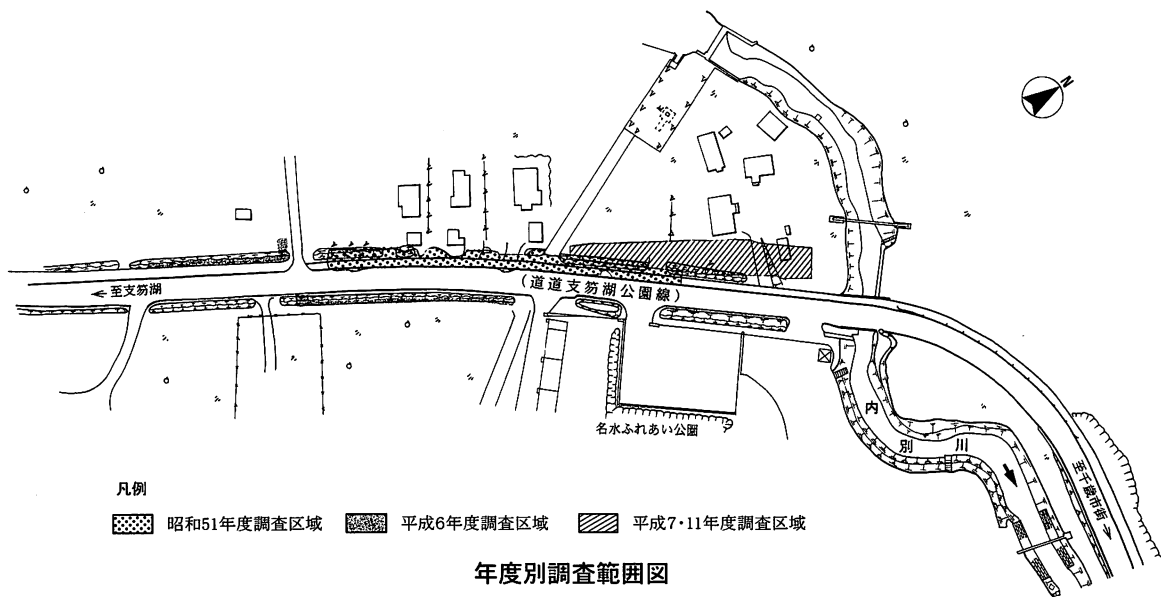 N
←至支笏湖
(道道支笏湖公園線)
名水ふれあい公園
内別川
至千歳市街→
凡例
昭和51年度調査区域
平成6年度調査区域
平成7・11年度調査区域
年度別調査範囲図